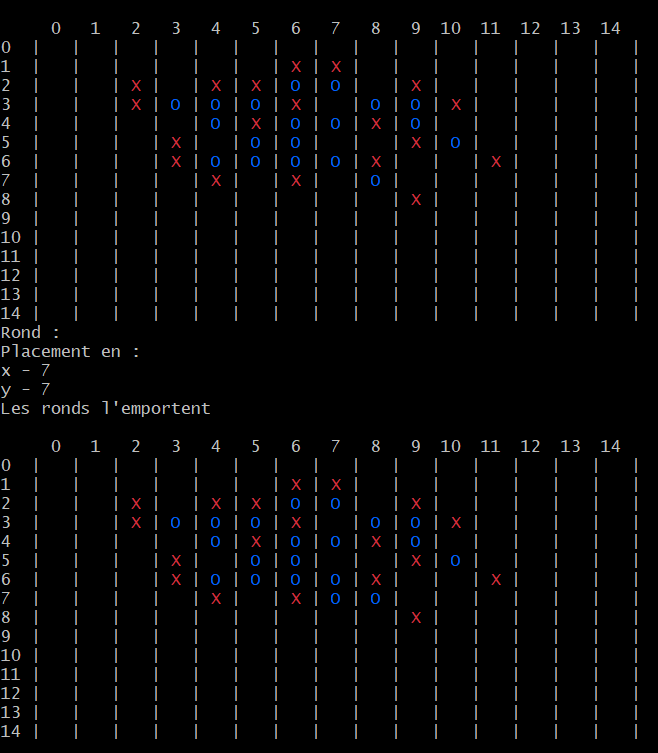 0 1 2 3 4 5 6 7 8 9 10 11 12 13 14
0 | | | | | | | | | | | | | | | |
1 | | | | | | | X | X | | | | | | | |
2 | | | X | | X | X | O | O | | X | | | | | |
3 | | | X | O | O | O | X | | O | O | X | | | | |
4 | | | | | O | X | O | O | X | O | | | | | |
5 | | | | X | | O | O | | | X | O | | | | |
6 | | | | X | O | O | O | O | X | | | X | | | |
7 | | | | | X | | X | | O | | | | | | |
8 | | | | | | | | | | X | | | | | |
9 | | | | | | | | | | | | | | | |
10 | | | | | | | | | | | | | | | |
11 | | | | | | | | | | | | | | | |
12 | | | | | | | | | | | | | | | |
13 | | | | | | | | | | | | | | | |
14 | | | | | | | | | | | | | | | |
Rond :
Placement en :
x - 7
y - 7
Les ronds l'emportent
0 1 2 3 4 5 6 7 8 9 10 11 12 13 14
0 | | | | | | | | | | | | | | | |
1 | | | | | | | X | X | | | | | | | |
2 | | | X | | X | X | O | O | | X | | | | | |
3 | | | X | O | O | O | X | | O | O | X | | | | |
4 | | | | | O | X | O | O | X | O | | | | | |
5 | | | | X | | O | O | | | X | O | | | | |
6 | | | | X | O | O | O | O | X | | | X | | | |
7 | | | | | X | | X | O | O | | | | | | |
8 | | | | | | | | | | X | | | | | |
9 | | | | | | | | | | | | | | | |
10 | | | | | | | | | | | | | | | |
11 | | | | | | | | | | | | | | | |
12 | | | | | | | | | | | | | | | |
13 | | | | | | | | | | | | | | | |
14 | | | | | | | | | | | | | | | |